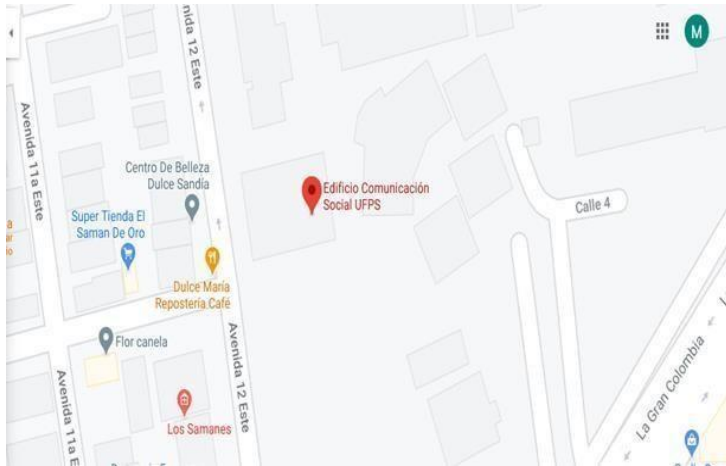 M
Avenida 12 Este
Avenida 11a Este
Centro De Belleza
Dulce Sandía
Edificio Comunicación
Social UFPS
Calle 4
Super Tienda El
Saman De Oro
Dulce María
Repostería Café
Flor canela
Avenida 12 Este
La Gran Colombia
Avenida 11a Este
Los Samanes